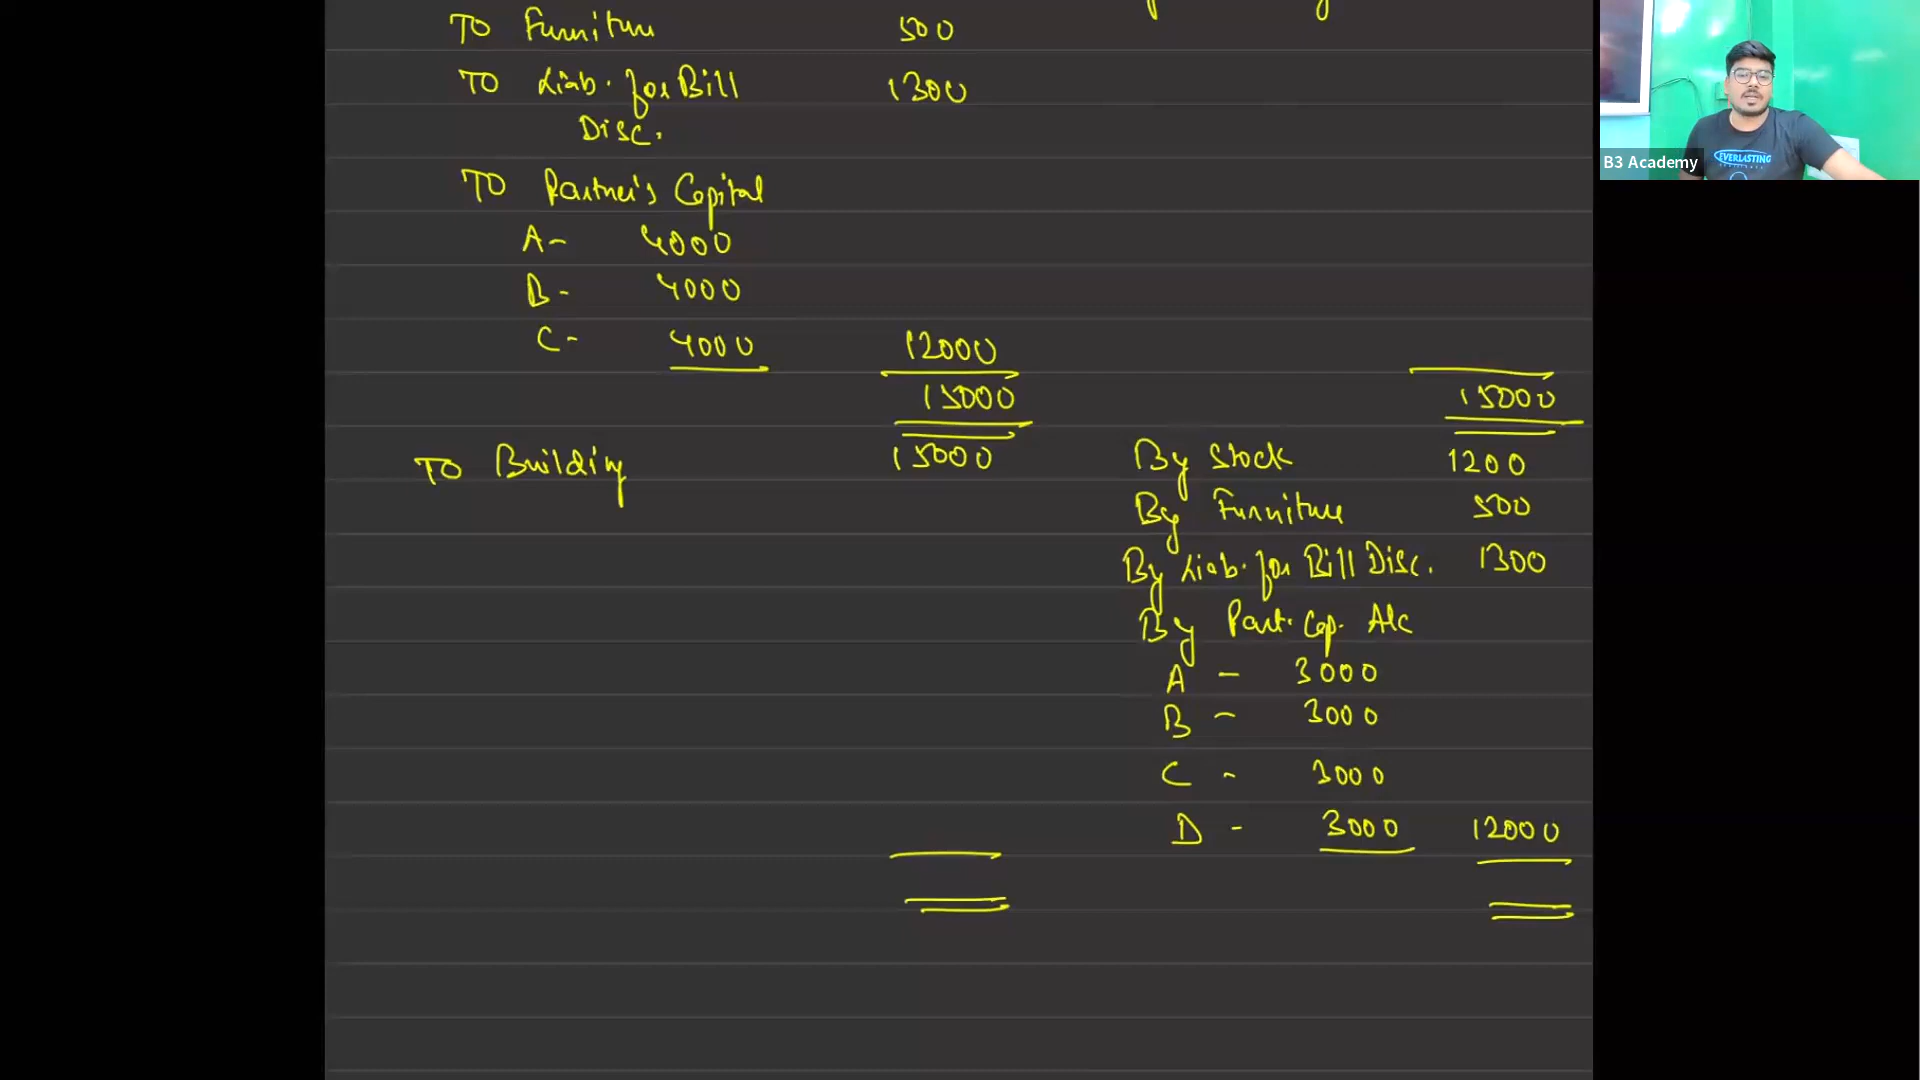 To Furniture 500
To Liab. for Bill 1300
Disc.
To Partner's Capital
A- 4000
B- 4000
C- 4000 12000
15000 15000
To Building 15000 By Stock 1200
By Furniture 500
By Liab. for Bill Disc. 1300
By Part. Cap. A/c
A - 3000
B - 3000
C - 3000
D - 3000 12000
B3 Academy
EVERLASTING